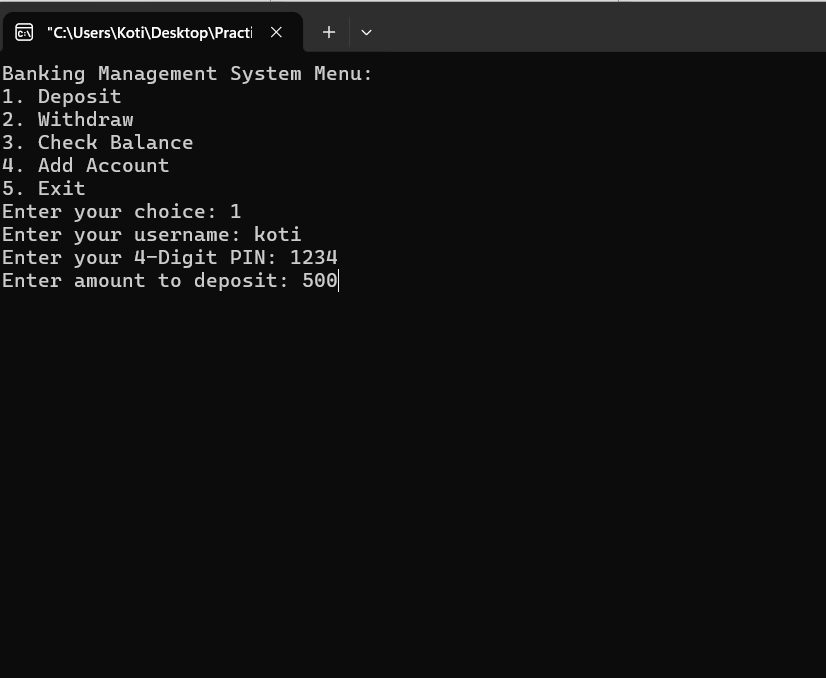 "C:\Users\Koti\Desktop\Practi
Banking Management System Menu:
1. Deposit
2. Withdraw
3. Check Balance
4. Add Account
5. Exit
Enter your choice: 1
Enter your username: koti
Enter your 4-Digit PIN: 1234
Enter amount to deposit: 500